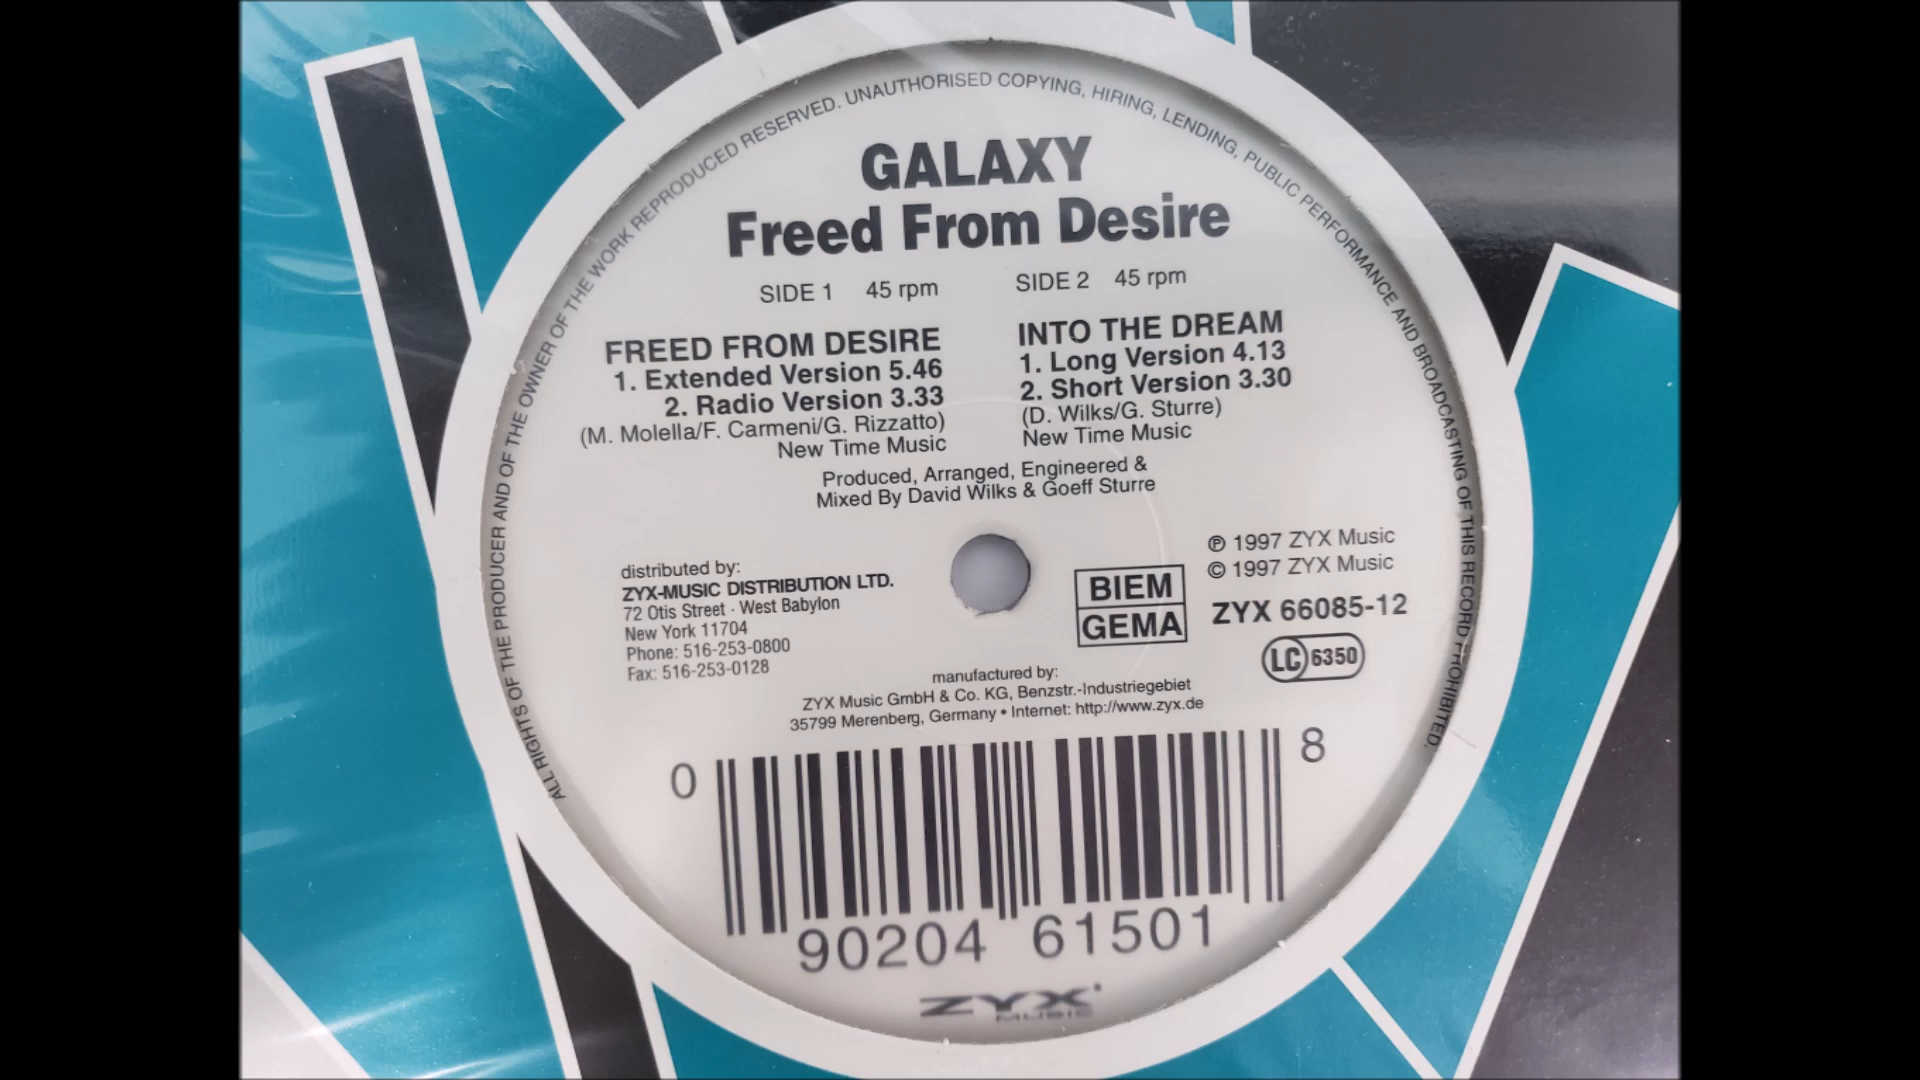 ALL RIGHTS OF THE PRODUCER AND OF THE OWNER OF THE WORK REPRODUCED RESERVED. UNAUTHORISED COPYING, HIRING, LENDING, PUBLIC PERFORMANCE AND BROADCASTING OF THIS RECORD PROHIBITED.
GALAXY
Freed From Desire
SIDE 1 45 rpm
FREED FROM DESIRE
1. Extended Version 5.46
2. Radio Version 3.33
(M. Molella/F. Carmeni/G. Rizzatto)
New Time Music
SIDE 2 45 rpm
INTO THE DREAM
1. Long Version 4.13
2. Short Version 3.30
(D. Wilks/G. Sturre)
New Time Music
Produced, Arranged, Engineered &
Mixed By David Wilks & Goeff Sturre
distributed by:
ZYX-MUSIC DISTRIBUTION LTD.
72 Otis Street · West Babylon
New York 11704
Phone: 516-253-0800
Fax: 516-253-0128
BIEM
GEMA
℗ 1997 ZYX Music
© 1997 ZYX Music
ZYX 66085-12
LC 6350
manufactured by:
ZYX Music GmbH & Co. KG, Benzstr.-Industriegebiet
35799 Merenberg, Germany • Internet: http://www.zyx.de
0 90204 61501 8
ZYX
MUSIC